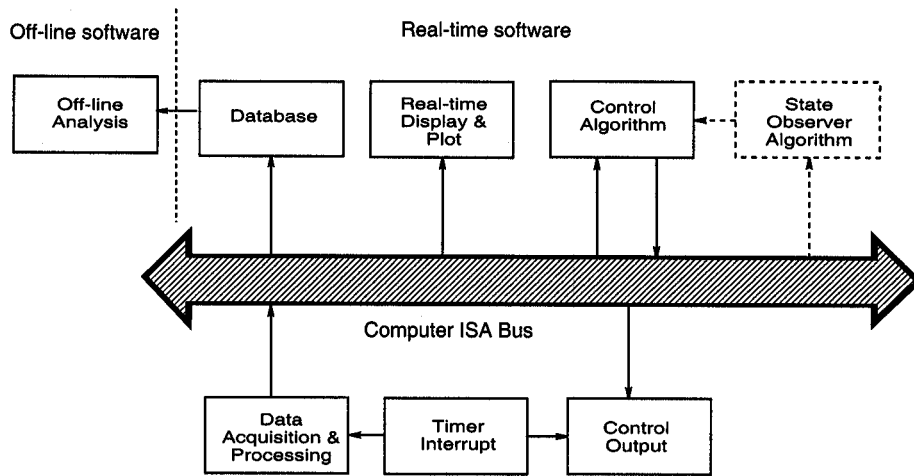 Off-line software
Real-time software
Off-line
Analysis
Database
Real-time
Display &
Plot
Control
Algorithm
State
Observer
Algorithm
Computer ISA Bus
Data
Acquisition &
Processing
Timer
Interrupt
Control
Output